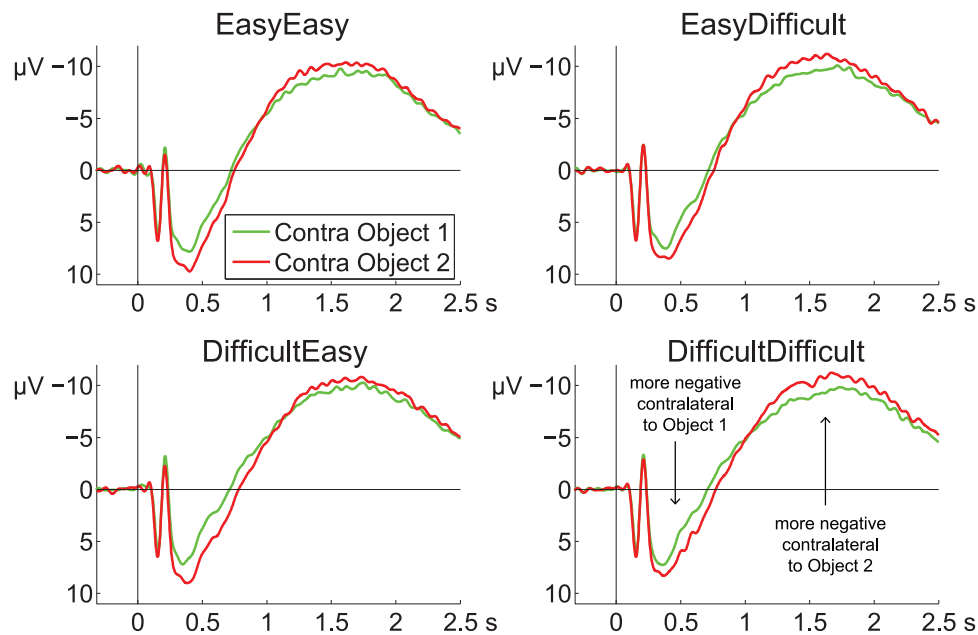 EasyEasy
µV −10
−5
0
5
10
Contra Object 1
Contra Object 2
0 0.5 1 1.5 2 2.5 s
EasyDifficult
µV −10
−5
0
5
10
0 0.5 1 1.5 2 2.5 s
DifficultEasy
µV −10
−5
0
5
10
0 0.5 1 1.5 2 2.5 s
DifficultDifficult
µV −10
−5
0
5
10
more negative
contralateral
to Object 1
more negative
contralateral
to Object 2
0 0.5 1 1.5 2 2.5 s